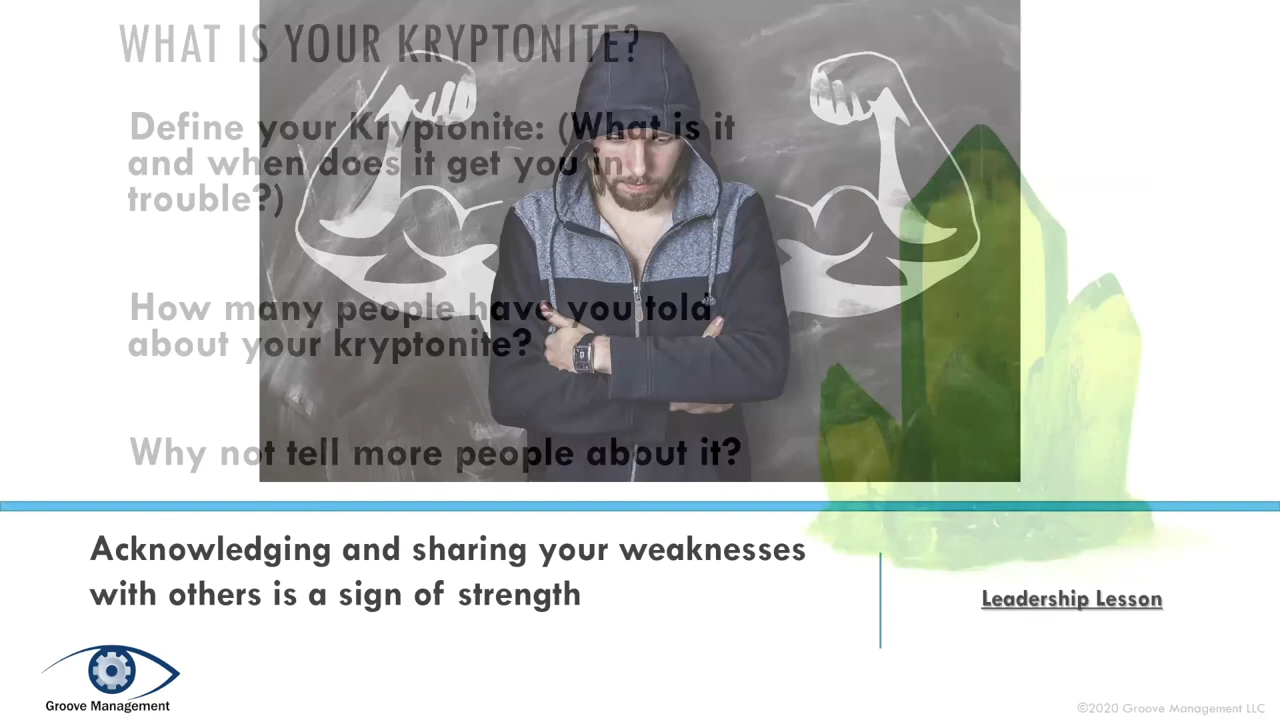 WHAT IS YOUR KRYPTONITE?
Define your Kryptonite: (What is it
and when does it get you in
trouble?)
How many people have you told
about your kryptonite?
Why not tell more people about it?
Acknowledging and sharing your weaknesses
with others is a sign of strength
Leadership Lesson
Groove Management
©2020 Groove Management LLC